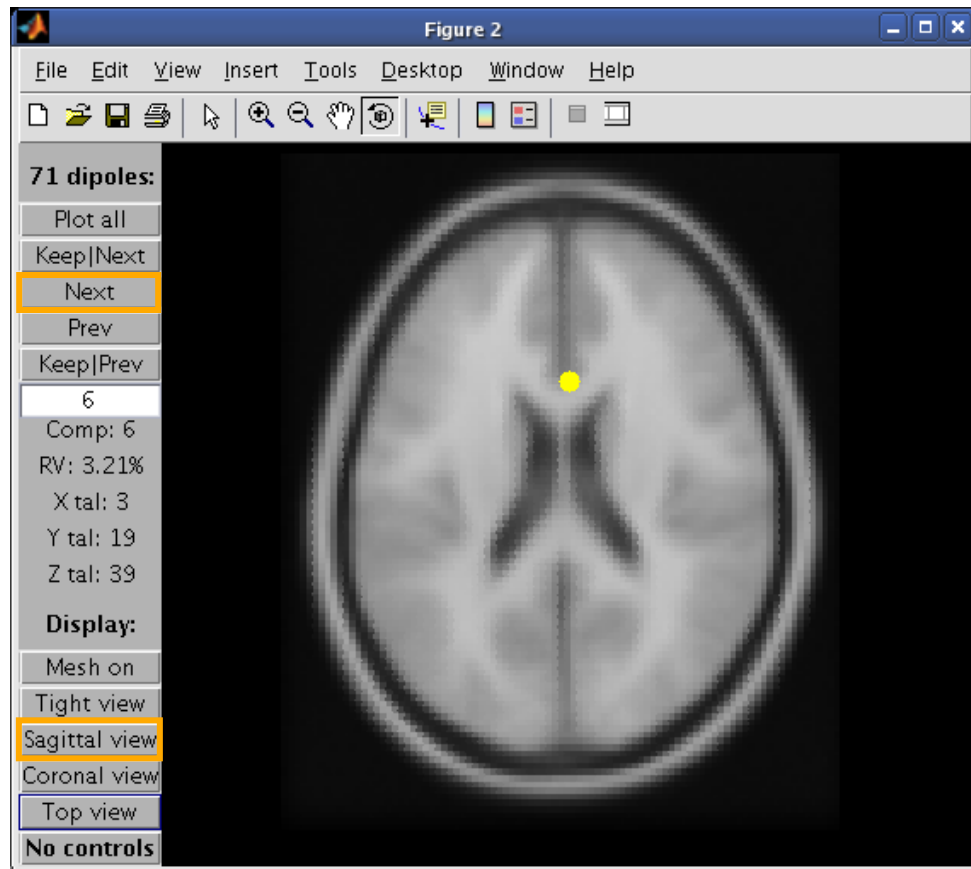 Figure 2
File Edit View Insert Tools Desktop Window Help
71 dipoles:
Plot all
Keep|Next
Next
Prev
Keep|Prev
6
Comp: 6
RV: 3.21%
X tal: 3
Y tal: 19
Z tal: 39
Display:
Mesh on
Tight view
Sagittal view
Coronal view
Top view
No controls